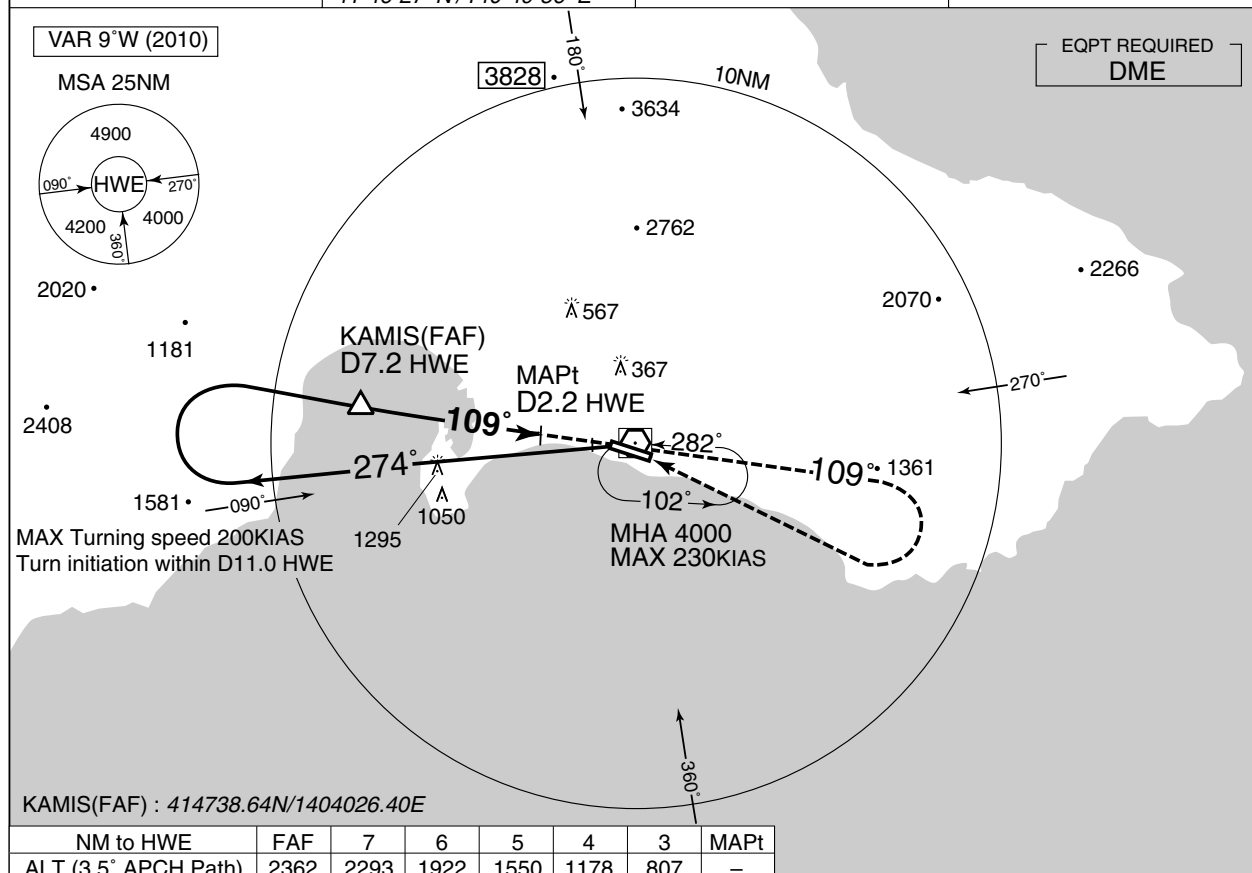 VAR 9°W (2010)
MSA 25NM
4900
090°
HWE
270°
4200
4000
360°
180°
3828
10NM
EQPT REQUIRED
DME
3634
2762
2266
2020
2070
567
1181
KAMIS(FAF)
D7.2 HWE
367
MAPt
D2.2 HWE
270°
2408
109°
282°
274°
109°
1361
1581
090°
102°
1050
1295
MAX Turning speed 200KIAS
Turn initiation within D11.0 HWE
MHA 4000
MAX 230KIAS
360°
KAMIS(FAF) : 414738.64N/1404026.40E
NM to HWE FAF 7 6 5 4 3 MAPt
ALT (3.5° APCH Path) 2362 2293 1922 1550 1178 807 –